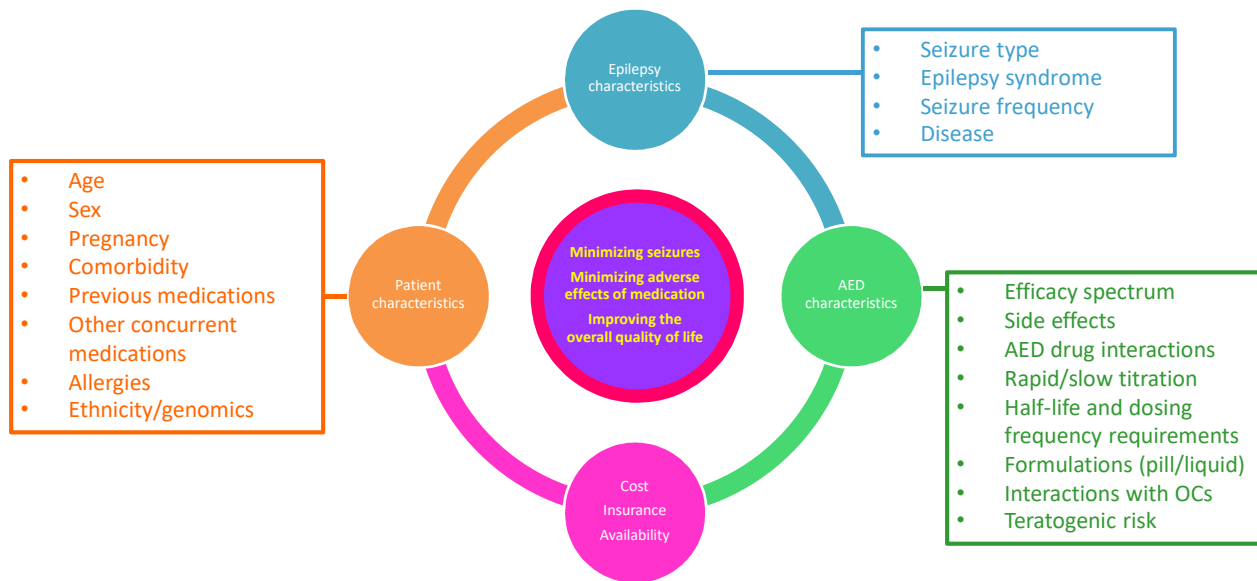 Epilepsy
characteristics
• Seizure type
• Epilepsy syndrome
• Seizure frequency
• Disease
• Age
• Sex
• Pregnancy
• Comorbidity
• Previous medications
• Other concurrent
medications
• Allergies
• Ethnicity/genomics
Patient
characteristics
Minimizing seizures
Minimizing adverse
effects of medication
Improving the
overall quality of life
AED
characteristics
• Efficacy spectrum
• Side effects
• AED drug interactions
• Rapid/slow titration
• Half-life and dosing
frequency requirements
• Formulations (pill/liquid)
• Interactions with OCs
• Teratogenic risk
Cost
Insurance
Availability